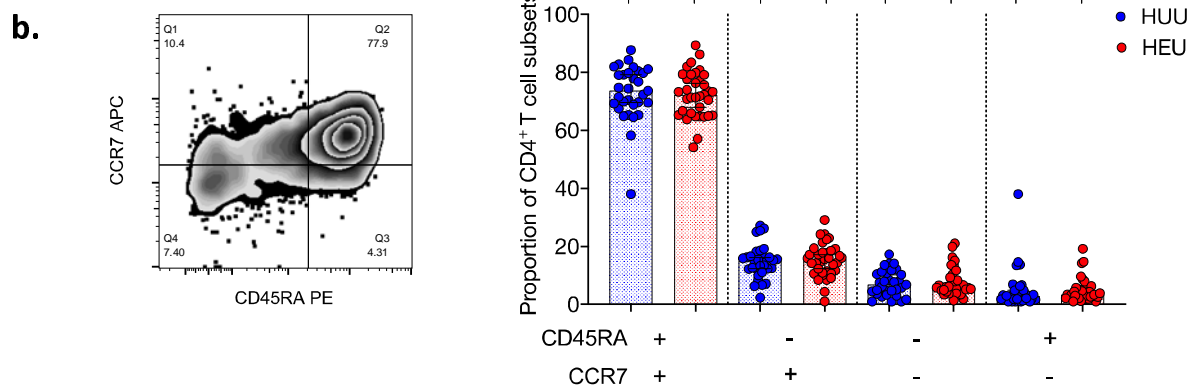 b.
Q1
10.4
Q2
77.9
CCR7 APC
Q4
7.40
Q3
4.31
CD45RA PE
Proportion of CD4+ T cell subsets
100
80
60
40
20
0
HUU
HEU
CD45RA + - - +
CCR7 + + - -